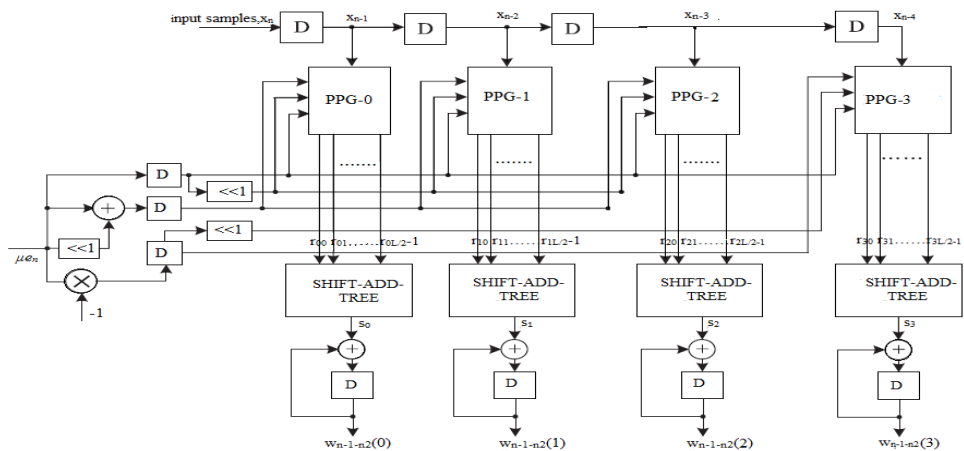 input samples,xn D xn-1 D xn-2 D xn-3 D xn-4
PPG-0 PPG-1 PPG-2 PPG-3
....... ....... ....... ......
D
<<1
+ D
<<1
<<1
D
μen
×
-1
r00 r01......r0L/2-1 r10 r11......r1L/2-1 r20 r21......r2L/2-1 r30 r31......r3L/2-1
SHIFT-ADD- SHIFT-ADD- SHIFT-ADD- SHIFT-ADD-
TREE TREE TREE TREE
s0 s1 s2 s3
+ + + +
D D D D
wn-1-n2(0) wn-1-n2(1) wn-1-n2(2) wn-1-n2(3)